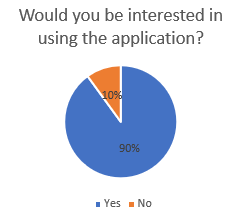 Would you be interested in
using the application?
10%
90%
Yes No